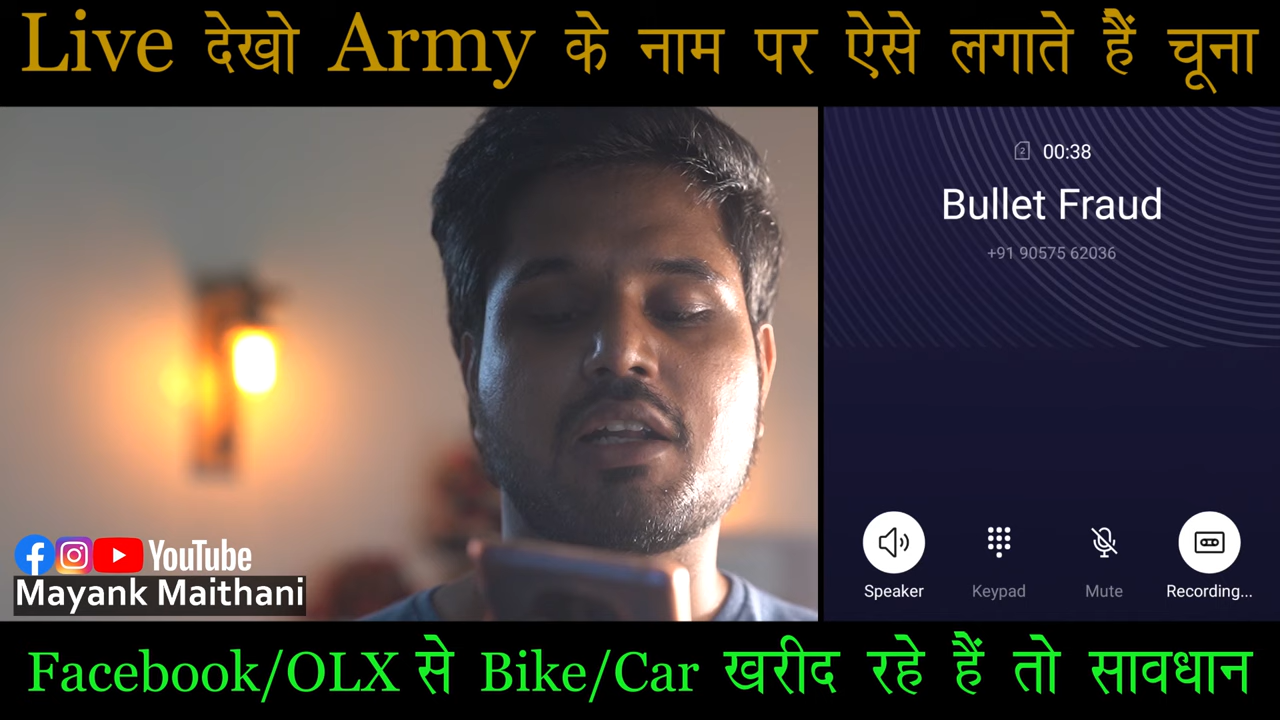 Live देखो Army के नाम पर ऐसे लगाते हैं चूना
2 00:38
Bullet Fraud
+91 90575 62036
Speaker Keypad Mute Recording...
YouTube
Mayank Maithani
Facebook/OLX से Bike/Car खरीद रहे हैं तो सावधान